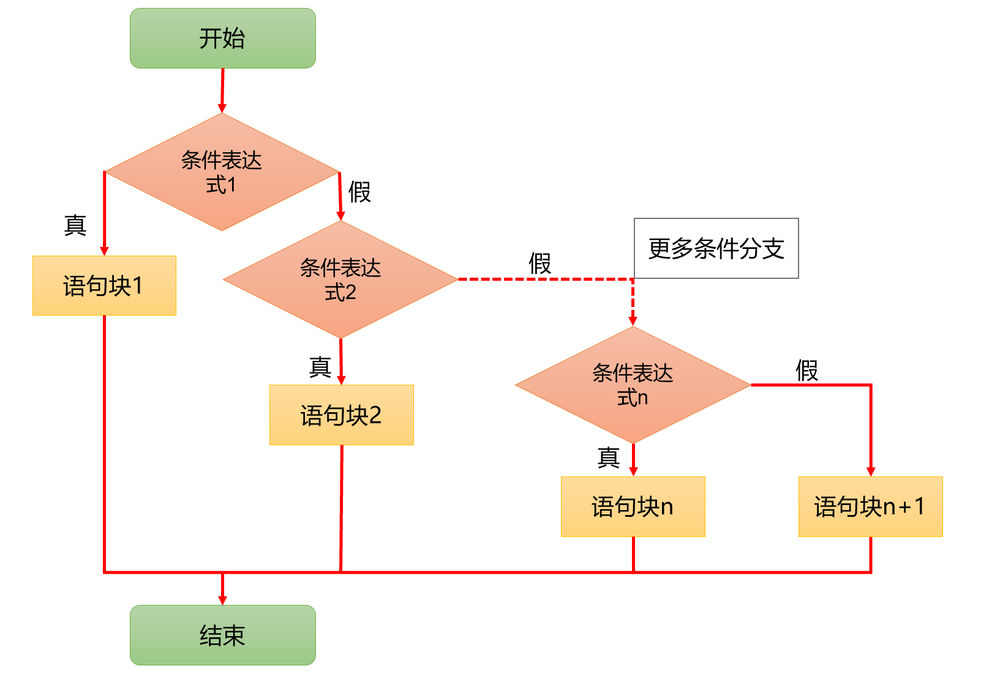 开始
条件表达
式1
假
真
语句块1
条件表达
式2
假
更多条件分支
真
语句块2
条件表达
式n
假
真
语句块n
语句块n+1
结束